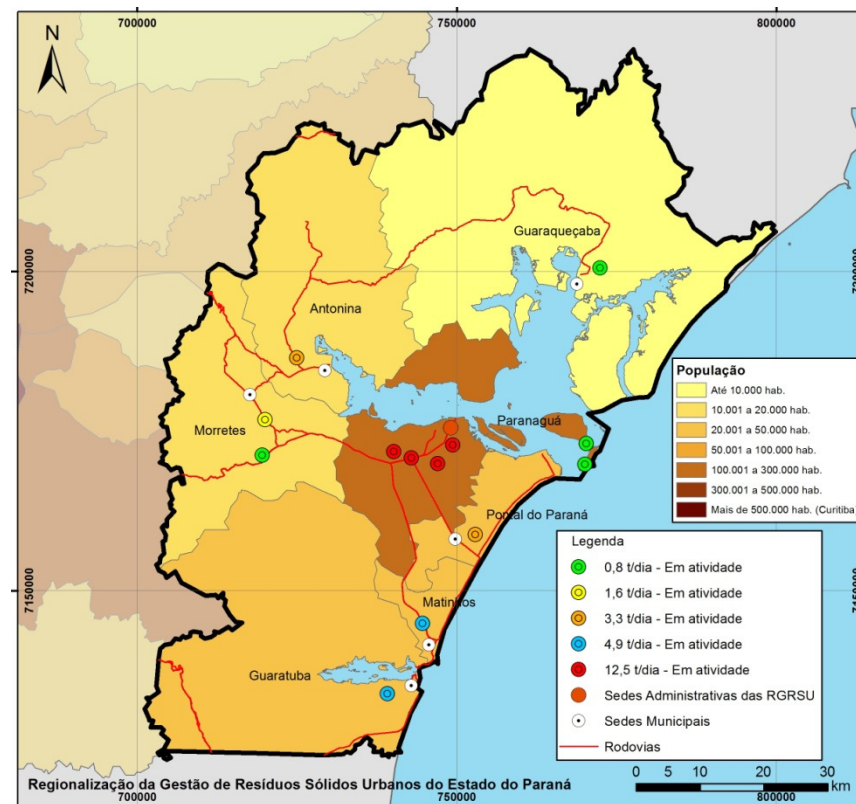 700000
750000
800000
N
Guaraqueçaba
7200000
7200000
Antonina
População
Até 10.000 hab.
10.001 a 20.000 hab.
20.001 a 50.000 hab.
50.001 a 100.000 hab.
100.001 a 300.000 hab.
300.001 a 500.000 hab.
Mais de 500.000 hab. (Curitiba)
Paranaguá
Morretes
Pontal do Paraná
Legenda
0,8 t/dia - Em atividade
1,6 t/dia - Em atividade
3,3 t/dia - Em atividade
4,9 t/dia - Em atividade
12,5 t/dia - Em atividade
Sedes Administrativas das RGRSU
Sedes Municipais
Rodovias
7150000
7150000
Matinhos
Guaratuba
Regionalização da Gestão de Resíduos Sólidos Urbanos do Estado do Paraná
0 5 10 20 30
km
700000
750000
800000